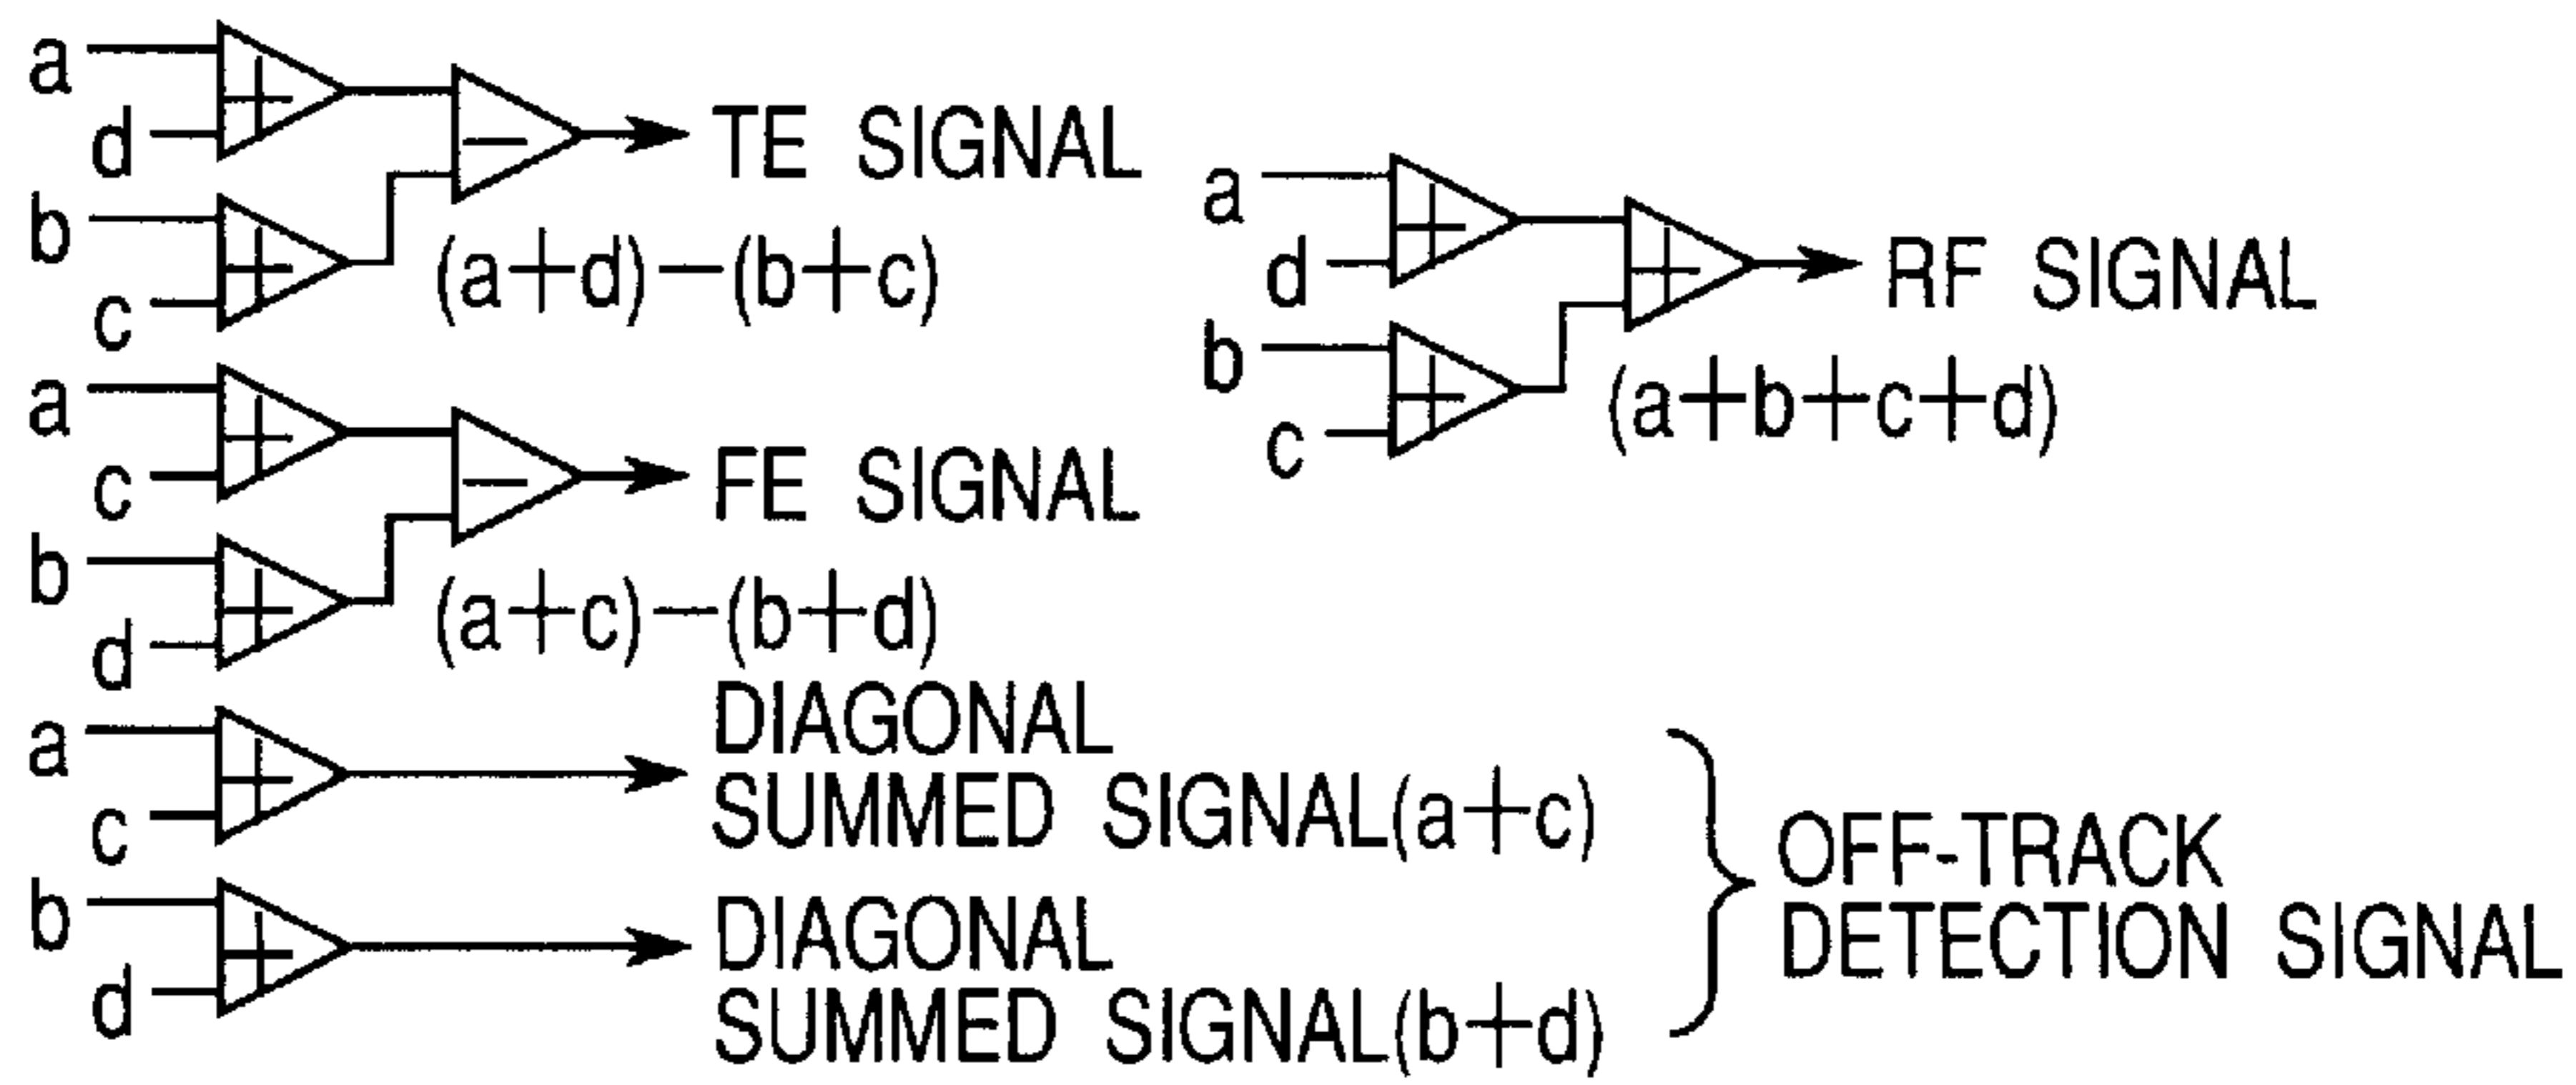 a
d
TE SIGNAL
b
c
(a+d)−(b+c)
a
d
RF SIGNAL
b
c
(a+b+c+d)
a
c
FE SIGNAL
b
d
(a+c)−(b+d)
a
c
DIAGONAL
SUMMED SIGNAL(a+c)
b
d
DIAGONAL
SUMMED SIGNAL(b+d)
OFF-TRACK
DETECTION SIGNAL